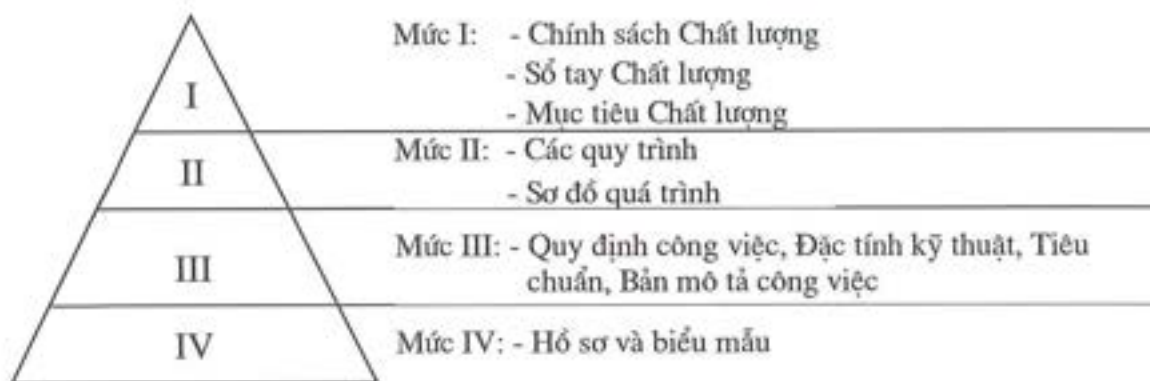 I
Mức I: - Chính sách Chất lượng
- Sổ tay Chất lượng
- Mục tiêu Chất lượng
II
Mức II: - Các quy trình
- Sơ đồ quá trình
III
Mức III: - Quy định công việc, Đặc tính kỹ thuật, Tiêu
chuẩn, Bản mô tả công việc
IV
Mức IV: - Hồ sơ và biểu mẫu